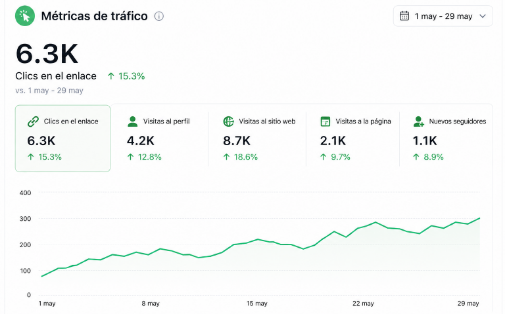 Métricas de tráfico
1 may - 29 may
6.3K
Clics en el enlace ↑ 15.3%
vs. 1 may - 29 may
Clics en el enlace
6.3K
↑ 15.3%
Visitas al perfil
4.2K
↑ 12.8%
Visitas al sitio web
8.7K
↑ 18.6%
Visitas a la página
2.1K
↑ 9.7%
Nuevos seguidores
1.1K
↑ 8.9%
400
300
200
100
0
1 may 8 may 15 may 22 may 29 may